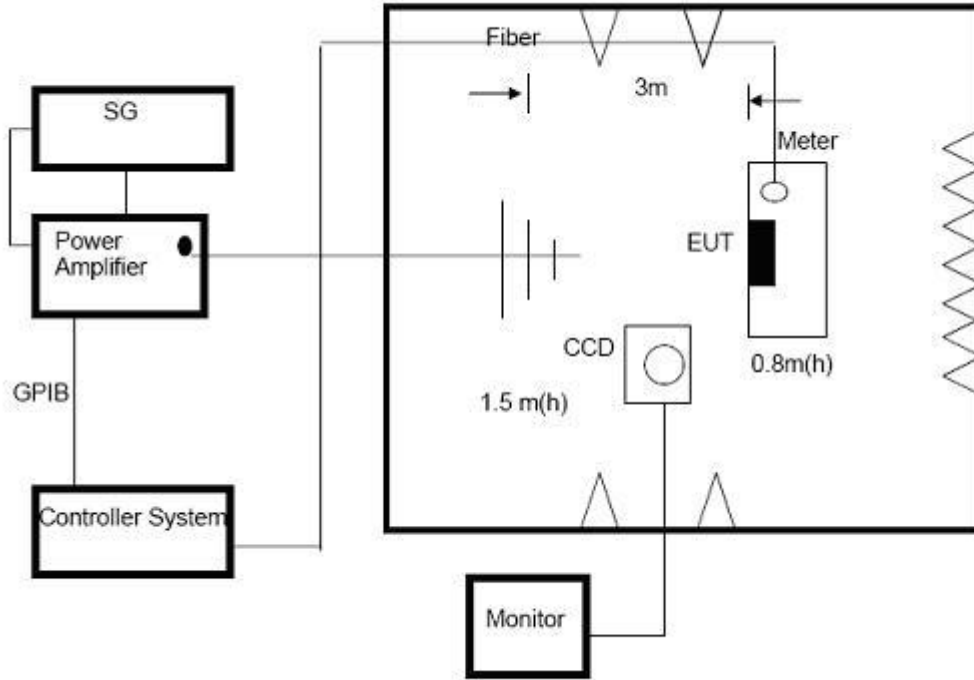 Fiber
3m
SG
Meter
Power
Amplifier
EUT
CCD
0.8m(h)
GPIB
1.5 m(h)
Controller System
Monitor